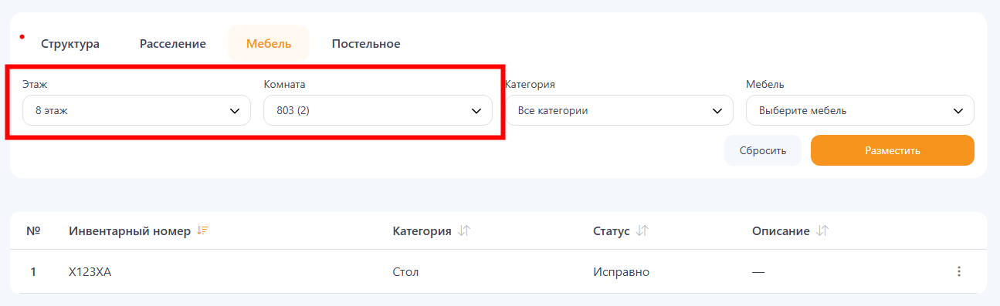 Структура Расселение Мебель Постельное
Этаж Комната Категория Мебель
8 этаж 803 (2) Все категории Выберите мебель
Сбросить Разместить
№ Инвентарный номер Категория Статус Описание
1 X123XA Стол Исправно —